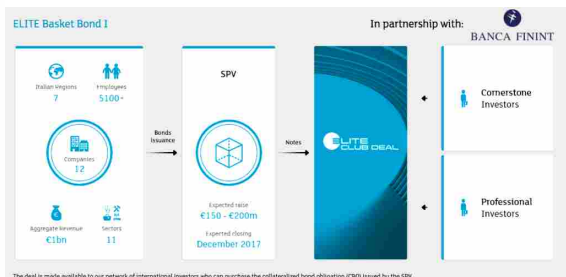 ELITE Basket Bond I
In partnership with:
BANCA FININT
Italian Regions
7
Employees
5100+
Companies
12
Aggregate Revenue
€1bn
Sectors
11
Bonds
Issuance
SPV
Expected raise
€150 - €200m
Expected closing
December 2017
Notes
ELITE
CLUB DEAL
Cornerstone
Investors
Professional
Investors
The deal is made available to our network of international investors who can purchase the collateralized bond obligation (CBO) issued by the SPV